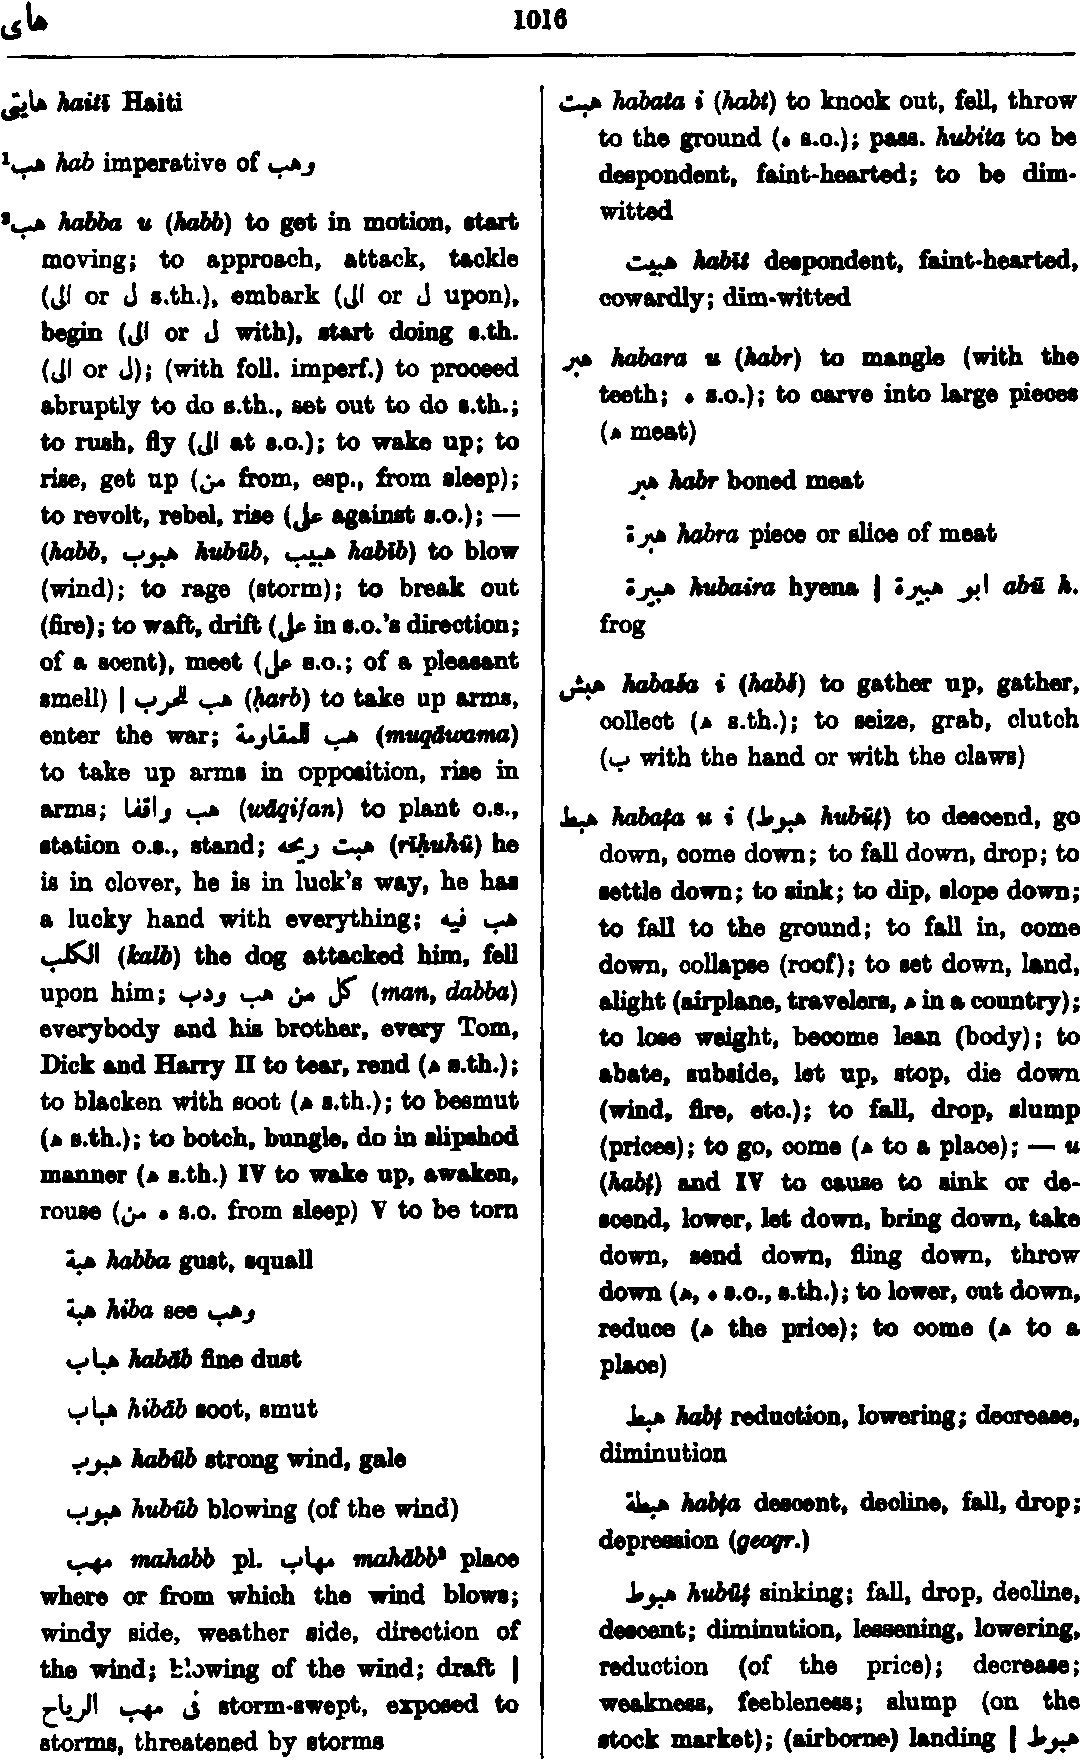 هاى
1016
هايتى haitī Haiti
¹هب hab imperative of وهب
²هب habba u (habb) to get in motion, start
moving; to approach, attack, tackle
(ل or الى s.th.), embark (ل or الى upon),
begin (ل or الى with), start doing s.th.
(ل or الى); (with foll. imperf.) to proceed
abruptly to do s.th., set out to do s.th.;
to rush, fly (الى at s.o.); to wake up; to
rise, get up (من from, esp., from sleep);
to revolt, rebel, rise (على against s.o.); —
(habb, هبوب hubūb, هبيب habīb) to blow
(wind); to rage (storm); to break out
(fire); to waft, drift (على in s.o.'s direction;
of a scent), meet (على s.o.; of a pleasant
smell) | هب للحرب (ḥarb) to take up arms,
enter the war; هب للمقاومة (muqāwama)
to take up arms in opposition, rise in
arms; هب واقفا (wāqifan) to plant o.s.,
station o.s., stand; هبت ريحه (rīḥuhū) he
is in clover, he is in luck's way, he has
a lucky hand with everything; هب فيه
الكلب (kalb) the dog attacked him, fell
upon him; كل من هب ودب (man, dabba)
everybody and his brother, every Tom,
Dick and Harry II to tear, rend (ه s.th.);
to blacken with soot (ه s.th.); to besmut
(ه s.th.); to botch, bungle, do in slipshod
manner (ه s.th.) IV to wake up, awaken,
rouse (ه من s.o. from sleep) V to be torn
هبة habba gust, squall
هبة hiba see وهب
هباب habāb fine dust
هباب hibāb soot, smut
هبوب habūb strong wind, gale
هبوب hubūb blowing (of the wind)
مهب mahabb pl. مهاب mahābb² place
where or from which the wind blows;
windy side, weather side, direction of
the wind; blowing of the wind; draft |
فى مهب الرياح storm-swept, exposed to
storms, threatened by storms
هبت habata i (habt) to knock out, fell, throw
to the ground (ه s.o.); pass. hubita to be
despondent, faint-hearted; to be dim-
witted
هبيت habīt despondent, faint-hearted,
cowardly; dim-witted
هبر habara u (habr) to mangle (with the
teeth; ه s.o.); to carve into large pieces
(ه meat)
هبر habr boned meat
هبرة habra piece or slice of meat
هبيرة hubaira hyena | ابو هبيرة abū h.
frog
هبش habaša i (habš) to gather up, gather,
collect (ه s.th.); to seize, grab, clutch
(ب with the hand or with the claws)
هبط habaṭa u i (هبوط hubūṭ) to descend, go
down, come down; to fall down, drop; to
settle down; to sink; to dip, slope down;
to fall to the ground; to fall in, come
down, collapse (roof); to set down, land,
alight (airplane, travelers, ه in a country);
to lose weight, become lean (body); to
abate, subside, let up, stop, die down
(wind, fire, etc.); to fall, drop, slump
(prices); to go, come (ه to a place); — u
(habṭ) and IV to cause to sink or de-
scend, lower, let down, bring down, take
down, send down, fling down, throw
down (ه, ه s.o., s.th.); to lower, cut down,
reduce (ه the price); to come (ه to a
place)
هبط habṭ reduction, lowering; decrease,
diminution
هبطة habṭa descent, decline, fall, drop;
depression (geogr.)
هبوط hubūṭ sinking; fall, drop, decline,
descent; diminution, lessening, lowering,
reduction (of the price); decrease;
weakness, feebleness; slump (on the
stock market); (airborne) landing | هبوط